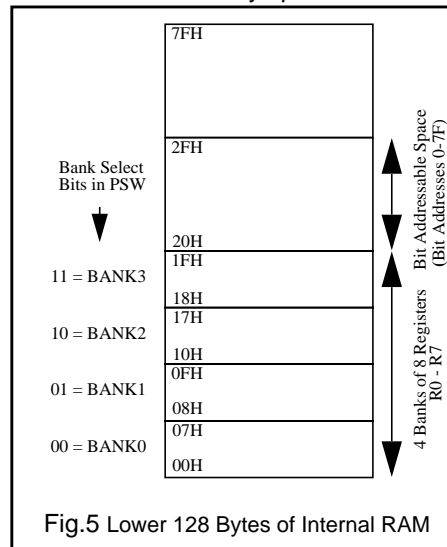 7FH
2FH
Bank Select
Bits in PSW
20H
1FH
11 = BANK3
18H
17H
10 = BANK2
10H
0FH
01 = BANK1
08H
07H
00 = BANK0
00H
Bit Addressable Space
(Bit Addresses 0-7F)
4 Banks of 8 Registers
R0 - R7
Fig.5 Lower 128 Bytes of Internal RAM